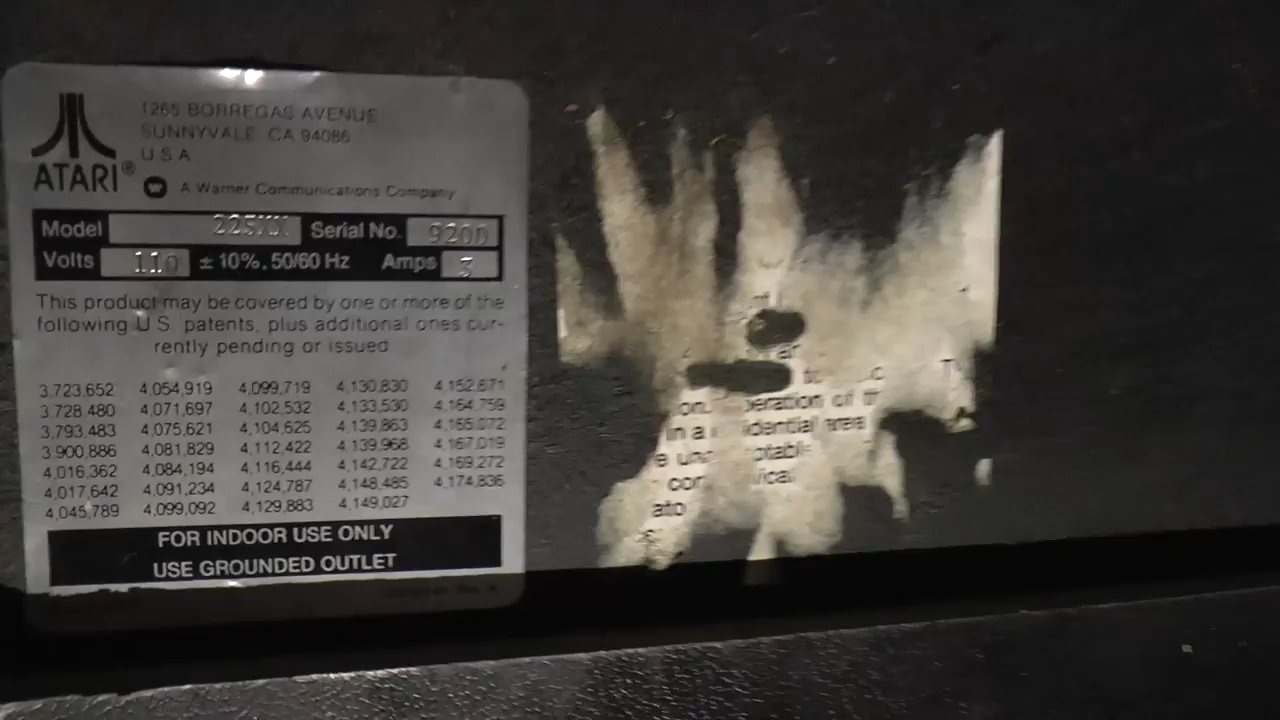 1265 BORREGAS AVENUE
SUNNYVALE, CA 94086
U.S.A.
ATARI®
A Warner Communications Company
Model Serial No. 9200
Volts 110 ±10%, 50/60 Hz Amps 3
This product may be covered by one or more of the
following U.S. patents, plus additional ones cur-
rently pending or issued
3,723,652 4,054,919 4,099,719 4,130,830 4,152,671
3,728,480 4,071,697 4,102,532 4,133,530 4,164,759
3,793,483 4,075,621 4,104,625 4,139,863 4,165,072
3,900,886 4,081,829 4,112,422 4,139,968 4,167,019
4,016,362 4,084,194 4,116,444 4,142,722 4,169,272
4,017,642 4,091,234 4,124,787 4,148,485 4,174,836
4,045,789 4,099,092 4,129,883 4,149,027
FOR INDOOR USE ONLY
USE GROUNDED OUTLET
of
in a area